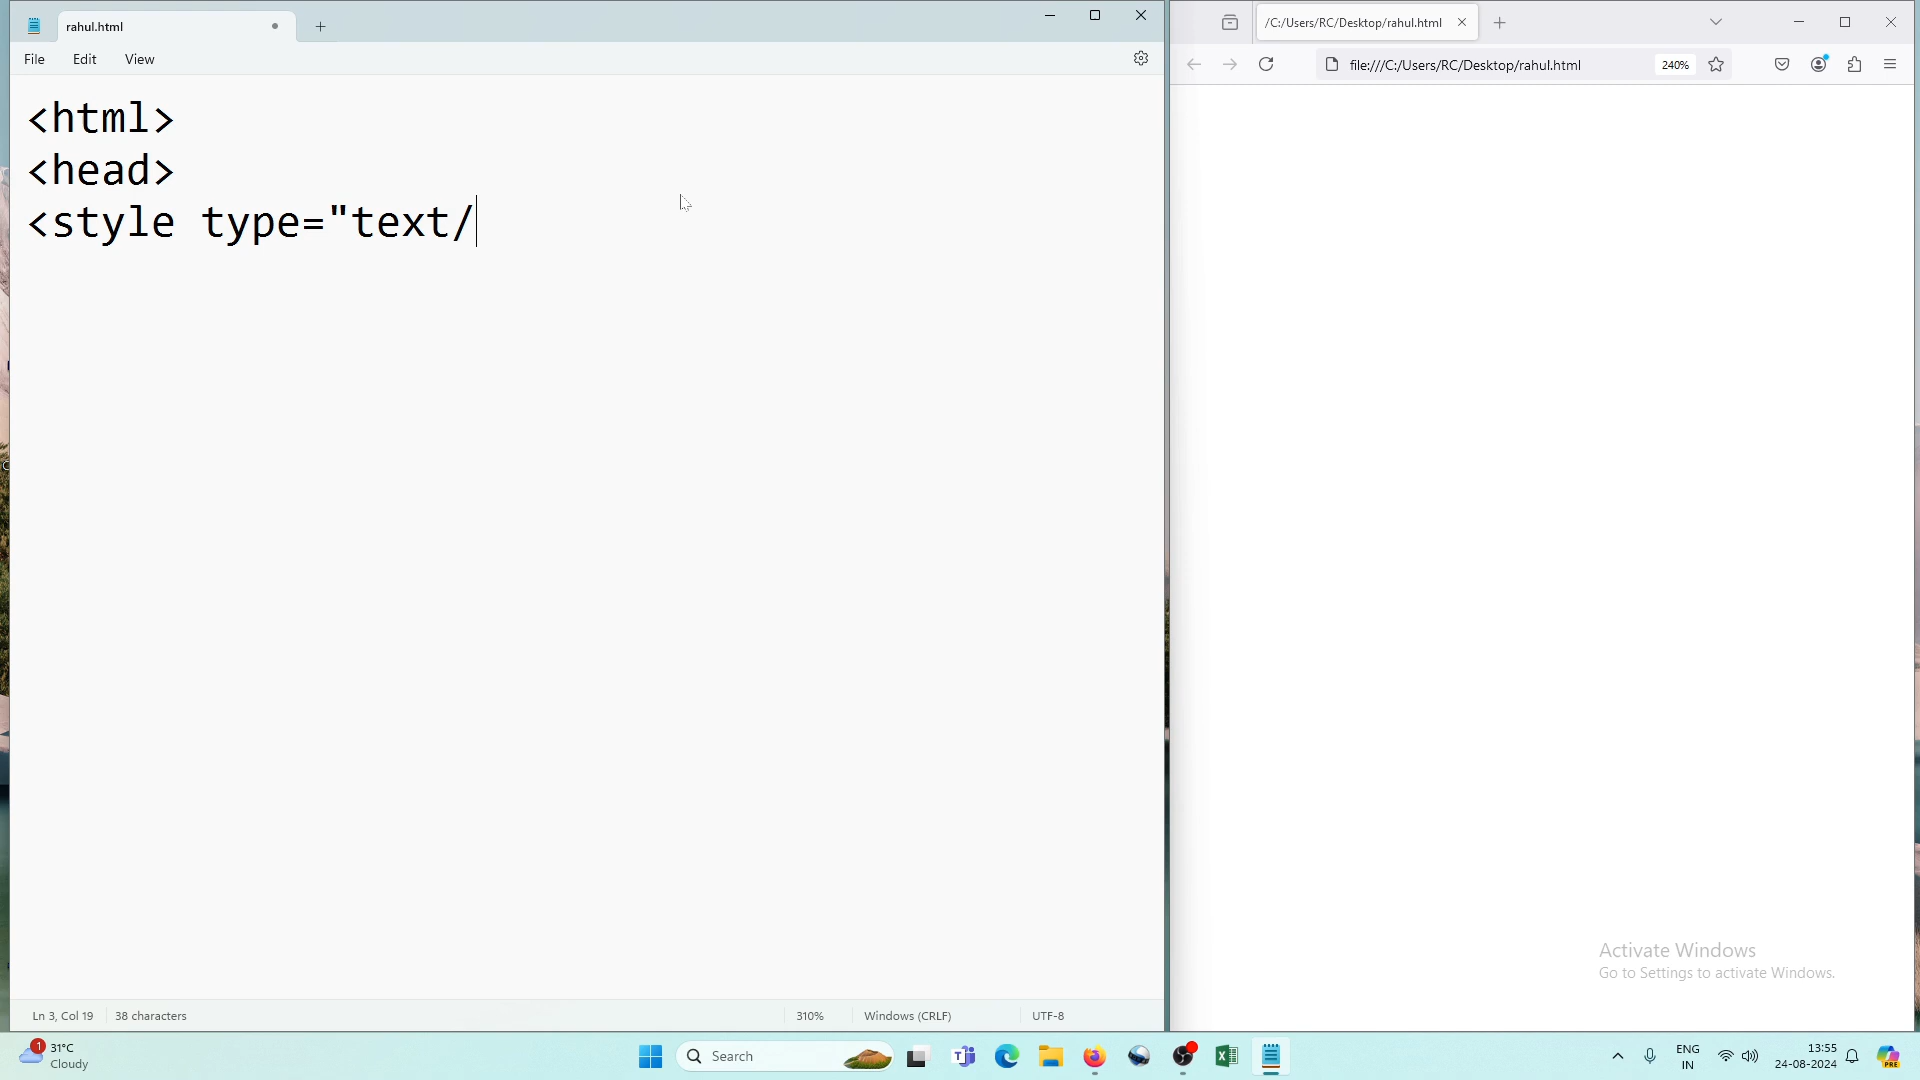 rahul.html
/C:/Users/RC/Desktop/rahul.html
File Edit View
file:///C:/Users/RC/Desktop/rahul.html
240%
<html>
<head>
<style type="text/
Activate Windows
Go to Settings to activate Windows.
Ln 3, Col 19
38 characters
310%
Windows (CRLF)
UTF-8
1
31°C
Cloudy
Search
ENG
IN
13:55
24-08-2024
PRE